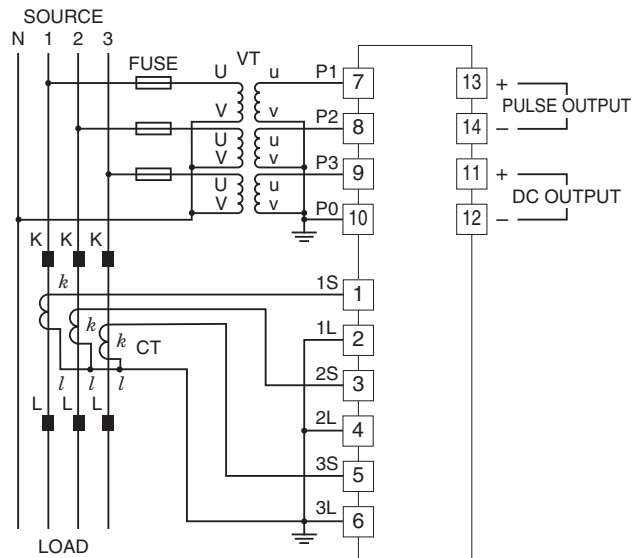 SOURCE
N 1 2 3
FUSE
VT
U u P1 7
V v P2 8
U u
V v P3 9
U u
V v P0 10
13 +
PULSE OUTPUT
14 −
11 +
DC OUTPUT
12 −
K K K
k 1S 1
k 1L 2
k CT
l l l 2S 3
L L L
2L 4
3S 5
3L 6
LOAD